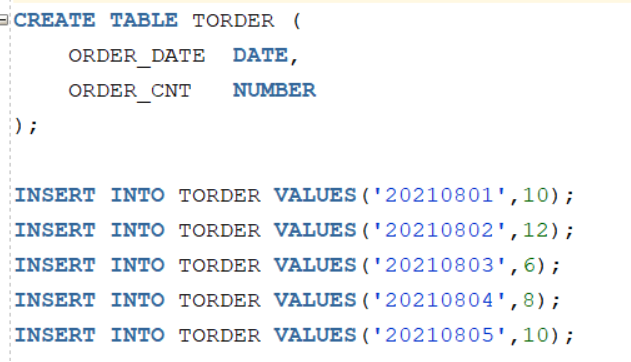 CREATE TABLE TORDER (
ORDER_DATE DATE,
ORDER_CNT NUMBER
);
INSERT INTO TORDER VALUES('20210801',10);
INSERT INTO TORDER VALUES('20210802',12);
INSERT INTO TORDER VALUES('20210803',6);
INSERT INTO TORDER VALUES('20210804',8);
INSERT INTO TORDER VALUES('20210805',10);